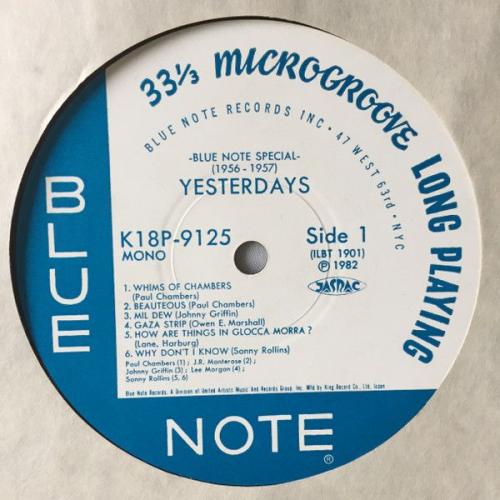 33 1/3 MICROGROOVE LONG PLAYING
BLUE NOTE RECORDS INC · 47 WEST 63rd · NYC
-BLUE NOTE SPECIAL-
(1956-1957)
YESTERDAYS
K18P-9125
MONO
Side 1
(ILBT 1901)
Ⓟ 1982
JASRAC
1. WHIMS OF CHAMBERS
(Paul Chambers)
2. BEAUTEOUS (Paul Chambers)
3. MIL DEW (Johnny Griffin)
4. GAZA STRIP (Owen E. Marshall)
5. HOW ARE THINGS IN GLOCCA MORRA ?
(Lane, Harburg)
6. WHY DON'T I KNOW (Sonny Rollins)
Paul Chambers (1) ; J.R. Monterose (2) ;
Johnny Griffin (3) ; Lee Morgan (4) ;
Sonny Rollins (5, 6)
Blue Note Records. A Division of United Artists Music And Records Group, Inc. Mfd by King Record Co., Ltd. Japan
BLUE
NOTE
®